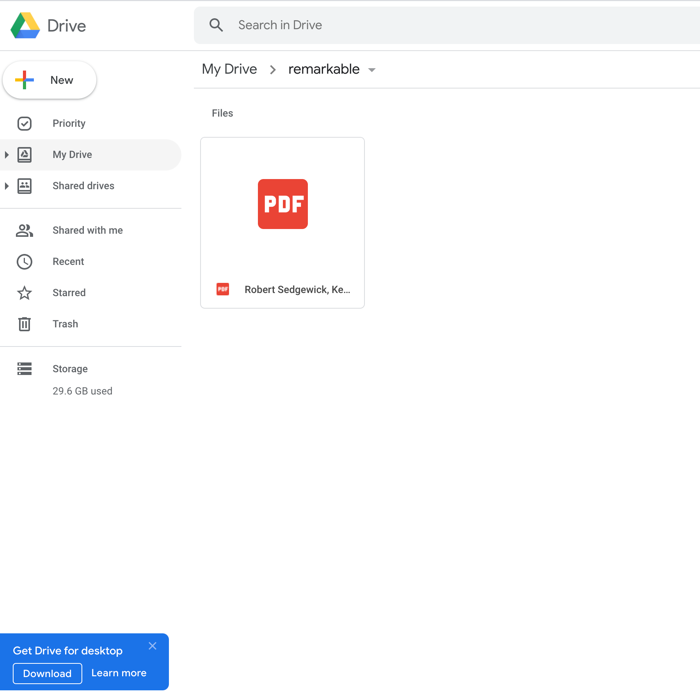 Drive
Search in Drive
My Drive
remarkable
New
Files
Priority
My Drive
Shared drives
Shared with me
Recent
Starred
Trash
Storage
29.6 GB used
PDF
PDF
Robert Sedgewick, Ke...
Get Drive for desktop
Download
Learn more